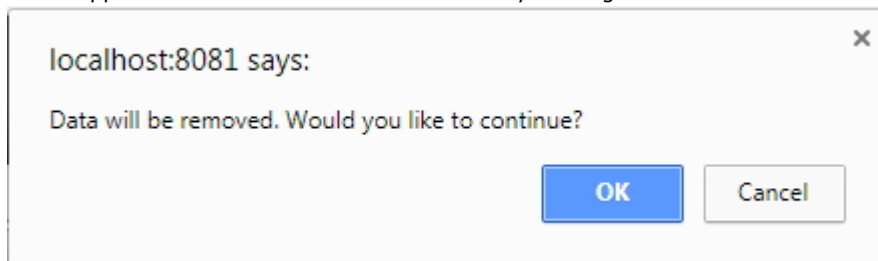 localhost:8081 says:
Data will be removed. Would you like to continue?
OK Cancel